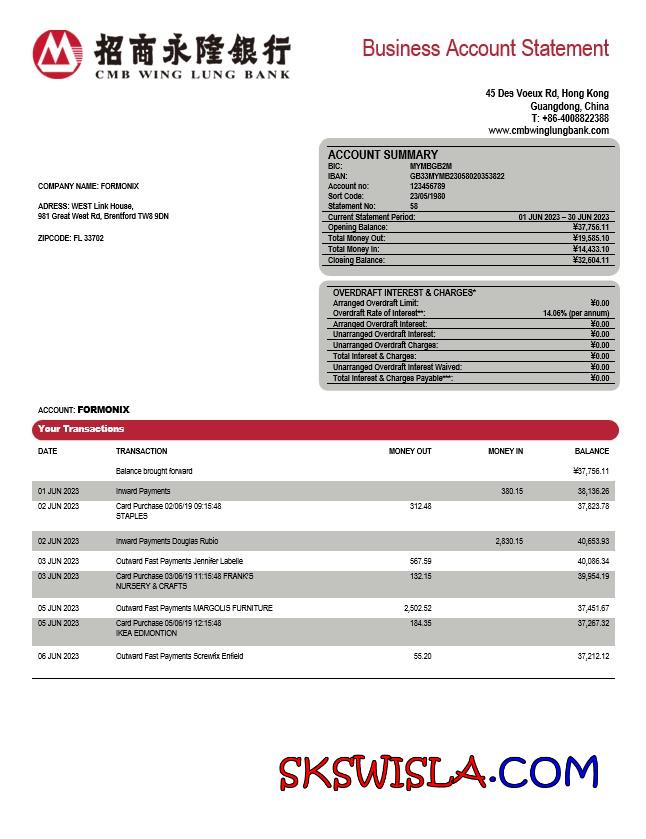 招商永隆銀行
CMB WING LUNG BANK
Business Account Statement
45 Des Voeux Rd, Hong Kong
Guangdong, China
T: +86-4008822388
www.cmbwinglungbank.com
ACCOUNT SUMMARY
BIC: MYMBGB2M
IBAN: GB33MYMB23058020353822
Account no: 123456789
Sort Code: 23/05/1980
Statement No: 58
Current Statement Period: 01 JUN 2023 – 30 JUN 2023
Opening Balance: ¥37,756.11
Total Money Out: ¥19,585.10
Total Money In: ¥14,433.10
Closing Balance: ¥32,604.11
COMPANY NAME: FORMONIX
ADRESS: WEST Link House,
981 Great West Rd, Brentford TW8 9DN
ZIPCODE: FL 33702
OVERDRAFT INTEREST & CHARGES*
Arranged Overdraft Limit: ¥0.00
Overdraft Rate of Interest**: 14.06% (per annum)
Arranged Overdraft Interest: ¥0.00
Unarranged Overdraft Interest: ¥0.00
Unarranged Overdraft Charges: ¥0.00
Total Interest & Charges: ¥0.00
Unarranged Overdraft Interest Waived: ¥0.00
Total Interest & Charges Payable***: ¥0.00
ACCOUNT: FORMONIX
Your Transactions
DATE TRANSACTION MONEY OUT MONEY IN BALANCE
Balance brought forward ¥37,756.11
01 JUN 2023 Inward Payments 380.15 38,136.26
02 JUN 2023 Card Purchase 02/06/19 09:15:48 312.48 37,823.78
STAPLES
02 JUN 2023 Inward Payments Douglas Rubio 2,830.15 40,653.93
03 JUN 2023 Outward Fast Payments Jennifer Labelle 567.59 40,086.34
03 JUN 2023 Card Purchase 03/06/19 11:15:48 FRANK'S 132.15 39,954.19
NURSERY & CRAFTS
05 JUN 2023 Outward Fast Payments MARGOLIS FURNITURE 2,502.52 37,451.67
05 JUN 2023 Card Purchase 05/06/19 12:15:48 184.35 37,267.32
IKEA EDMONTION
06 JUN 2023 Outward Fast Payments Screwfix Enfield 55.20 37,212.12
SKSWISLA.COM